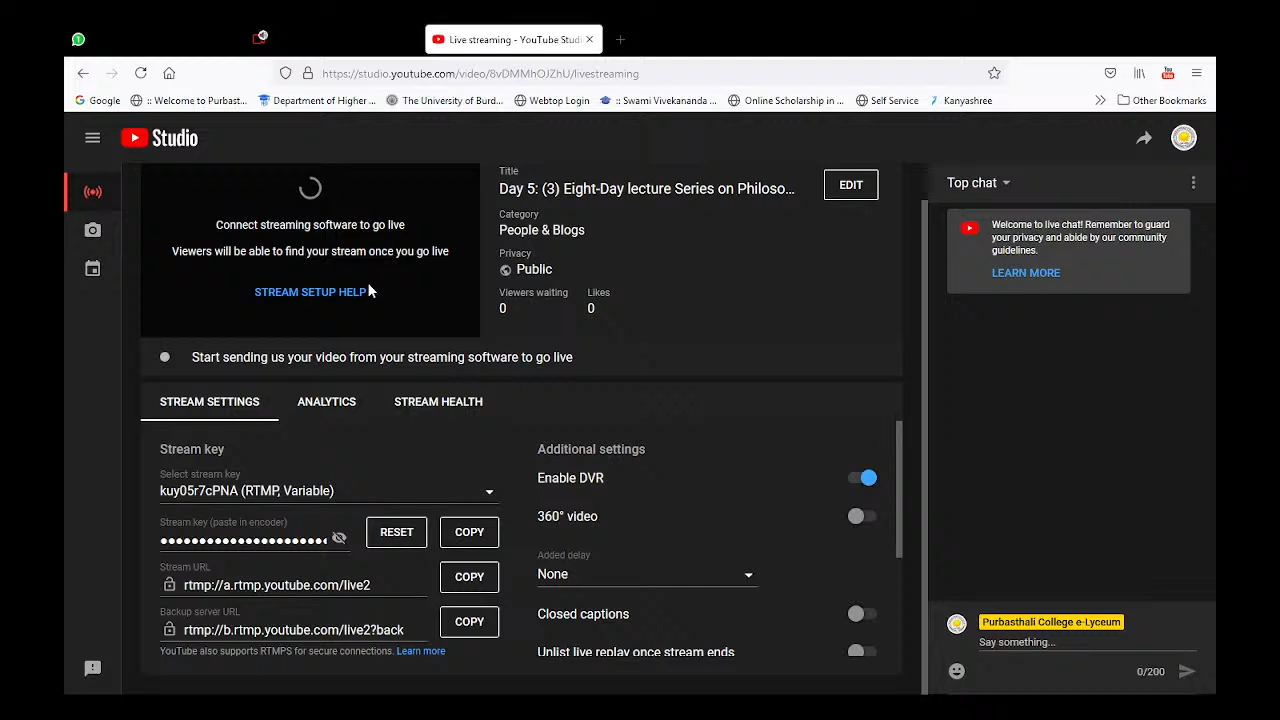 Live streaming - YouTube Studi
https://studio.youtube.com/video/8vDMMhOJZhU/livestreaming
Google
:: Welcome to Purbast...
Department of Higher ...
The University of Burd...
Webtop Login
:: Swami Vivekananda ...
Online Scholarship in ...
Self Service
Kanyashree
Other Bookmarks
Studio
Connect streaming software to go live
Viewers will be able to find your stream once you go live
STREAM SETUP HELP
Title
Day 5: (3) Eight-Day lecture Series on Philoso...
EDIT
Category
People & Blogs
Privacy
Public
Viewers waiting
Likes
0
0
Start sending us your video from your streaming software to go live
STREAM SETTINGS
ANALYTICS
STREAM HEALTH
Stream key
Select stream key
kuy05r7cPNA (RTMP, Variable)
Stream key (paste in encoder)
RESET
COPY
Stream URL
rtmp://a.rtmp.youtube.com/live2
COPY
Backup server URL
rtmp://b.rtmp.youtube.com/live2?back
COPY
YouTube also supports RTMPS for secure connections. Learn more
Additional settings
Enable DVR
360° video
Added delay
None
Closed captions
Unlist live replay once stream ends
Top chat
Welcome to live chat! Remember to guard
your privacy and abide by our community
guidelines.
LEARN MORE
Purbasthali College e-Lyceum
Say something...
0/200